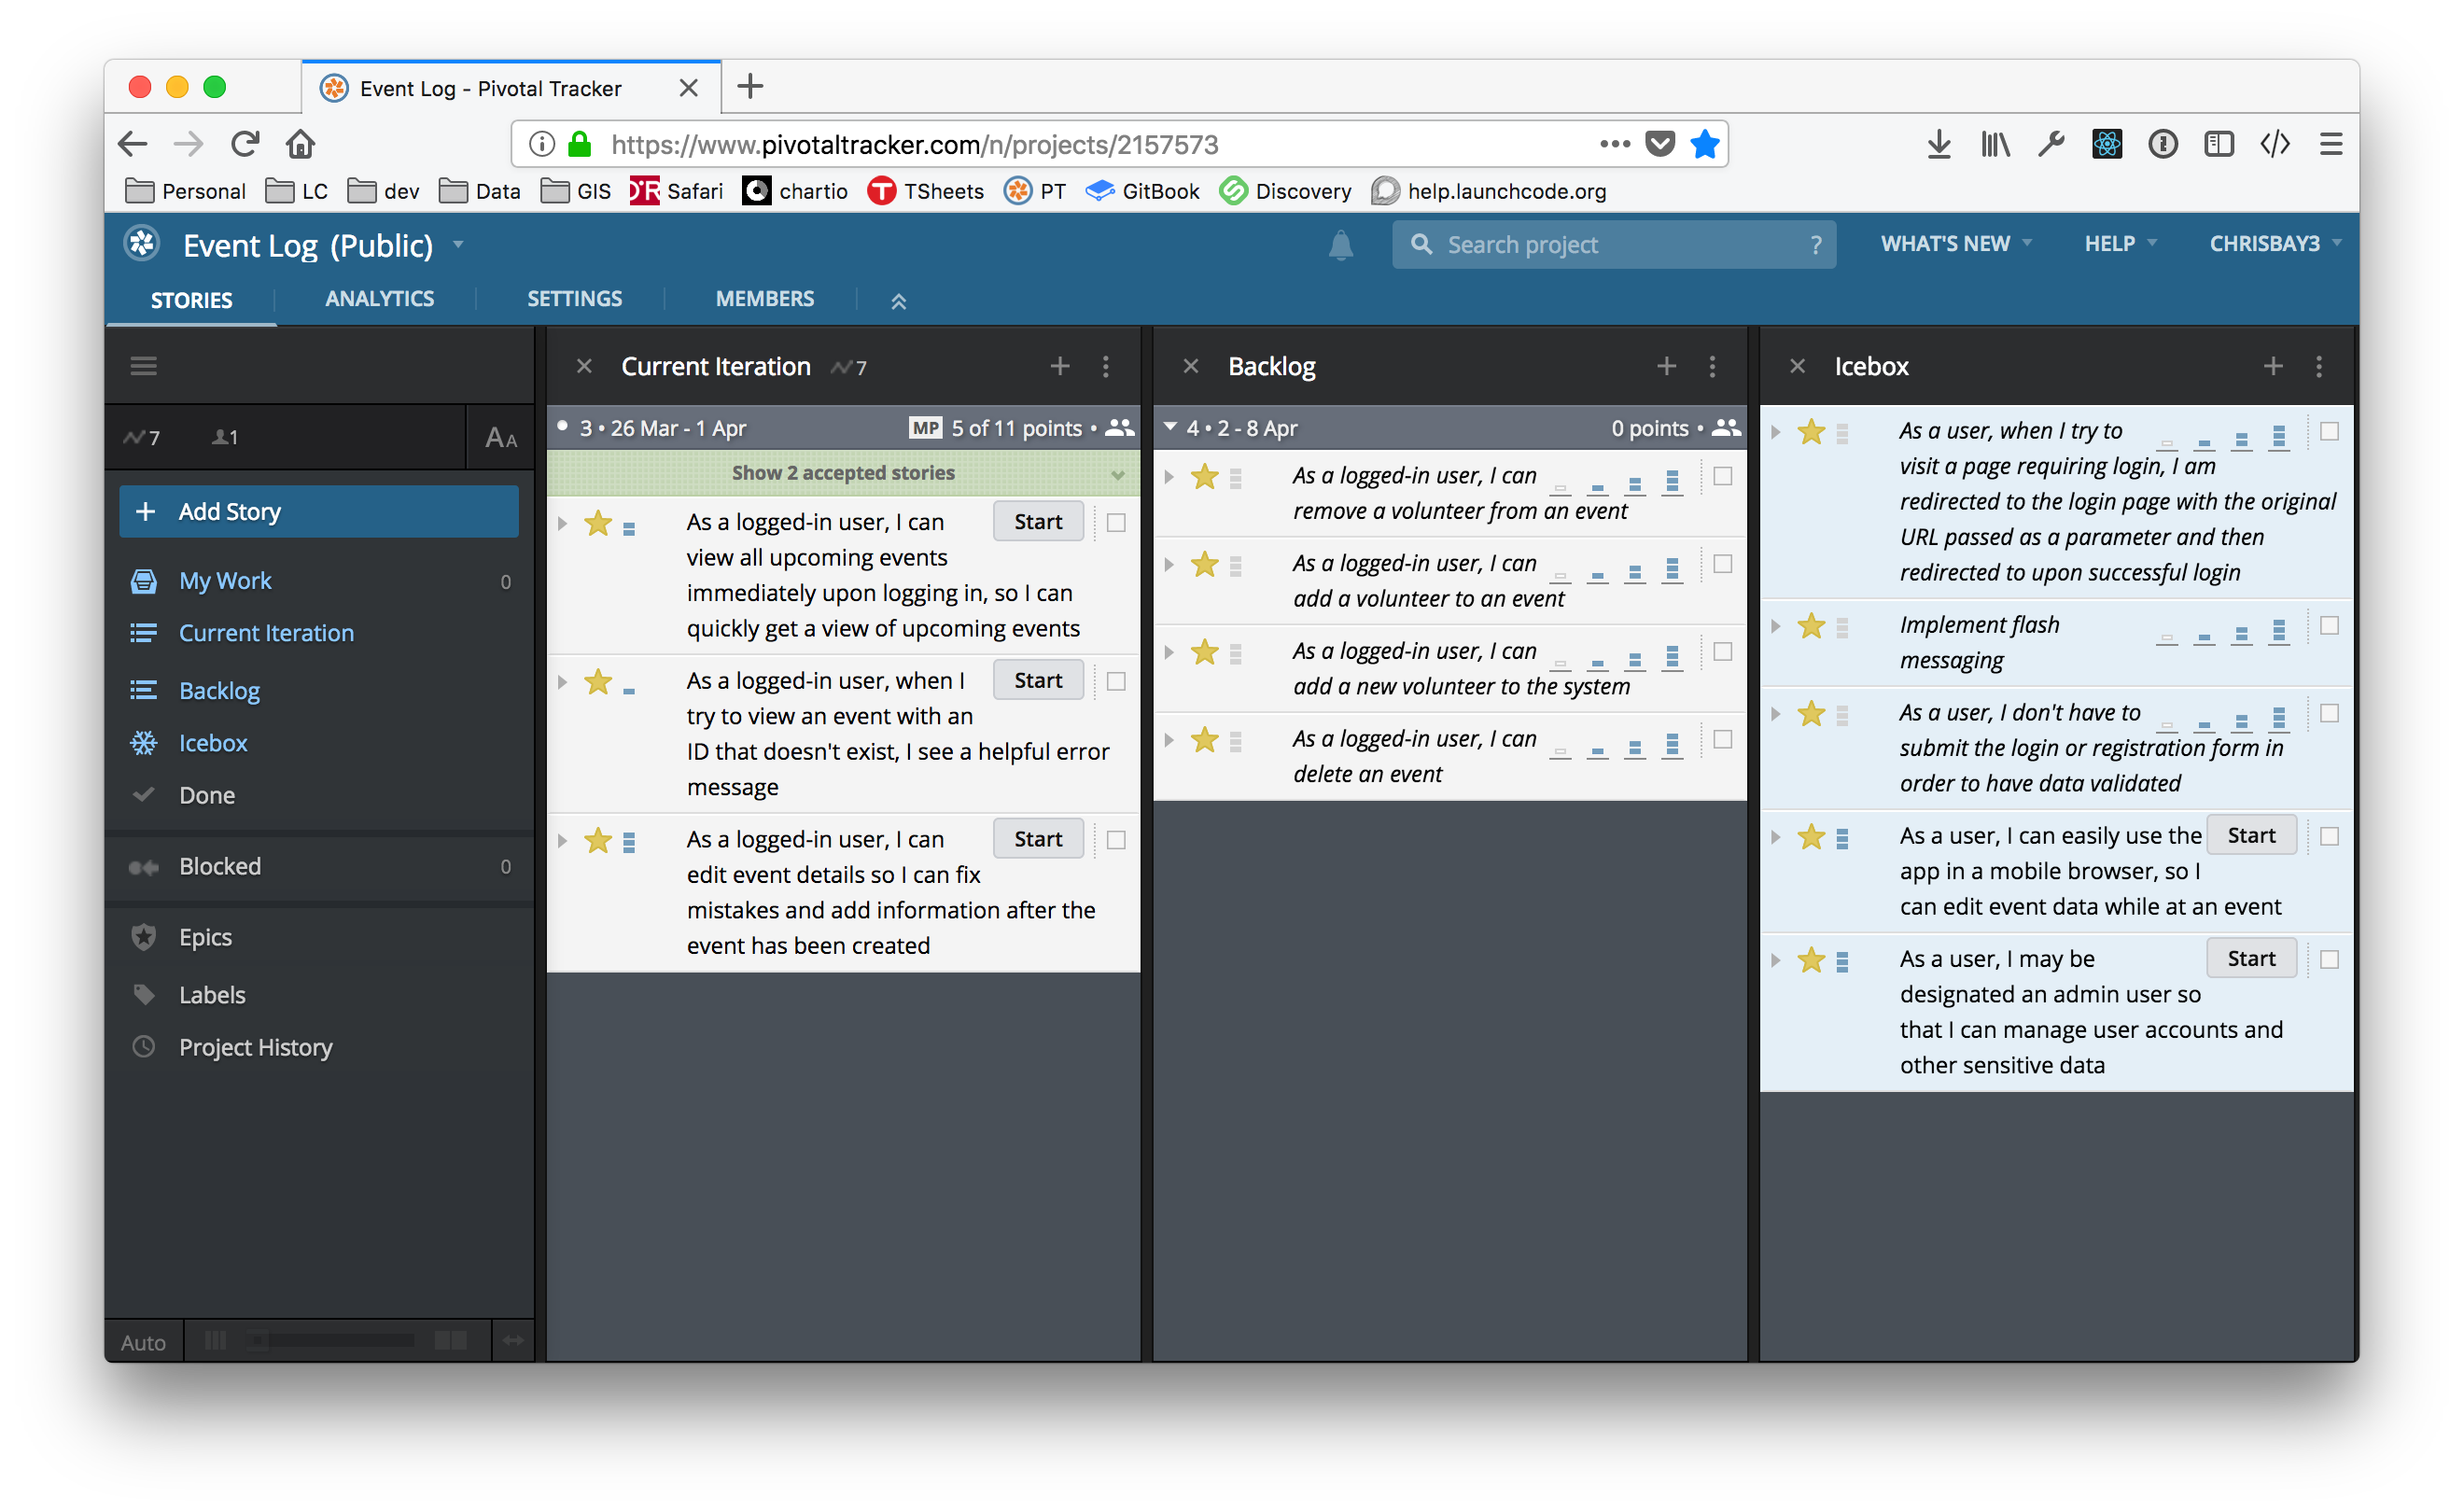 Event Log - Pivotal Tracker
https://www.pivotaltracker.com/n/projects/2157573
Personal LC dev Data GIS Safari chartio TSheets PT GitBook Discovery help.launchcode.org
Event Log (Public)
Search project ?
WHAT'S NEW HELP CHRISBAY3
STORIES ANALYTICS SETTINGS MEMBERS
7 1 AA
Add Story
My Work 0
Current Iteration
Backlog
Icebox
Done
Blocked 0
Epics
Labels
Project History
Auto
Current Iteration 7
3 • 26 Mar - 1 Apr MP 5 of 11 points •
Show 2 accepted stories
As a logged-in user, I can Start
view all upcoming events
immediately upon logging in, so I can
quickly get a view of upcoming events
As a logged-in user, when I Start
try to view an event with an
ID that doesn't exist, I see a helpful error
message
As a logged-in user, I can Start
edit event details so I can fix
mistakes and add information after the
event has been created
Backlog
4 • 2 - 8 Apr 0 points •
As a logged-in user, I can
remove a volunteer from an event
As a logged-in user, I can
add a volunteer to an event
As a logged-in user, I can
add a new volunteer to the system
As a logged-in user, I can
delete an event
Icebox
As a user, when I try to
visit a page requiring login, I am
redirected to the login page with the original
URL passed as a parameter and then
redirected to upon successful login
Implement flash
messaging
As a user, I don't have to
submit the login or registration form in
order to have data validated
As a user, I can easily use the Start
app in a mobile browser, so I
can edit event data while at an event
As a user, I may be Start
designated an admin user so
that I can manage user accounts and
other sensitive data